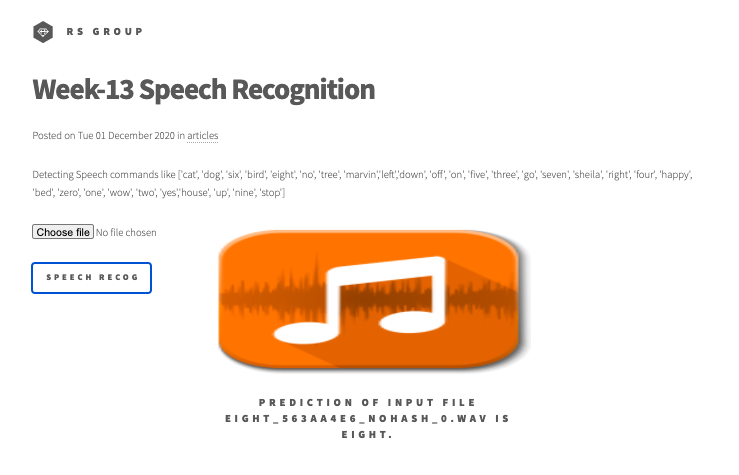 RS GROUP
Week-13 Speech Recognition
Posted on Tue 01 December 2020 in articles
Detecting Speech commands like ['cat', 'dog', 'six', 'bird', 'eight', 'no', 'tree', 'marvin','left','down', 'off', 'on', 'five', 'three', 'go', 'seven', 'sheila', 'right', 'four', 'happy',
'bed', 'zero', 'one', 'wow', 'two', 'yes','house', 'up', 'nine', 'stop']
Choose file No file chosen
SPEECH RECOG
PREDICTION OF INPUT FILE
EIGHT_563AA4E6_NOHASH_0.WAV IS
EIGHT.